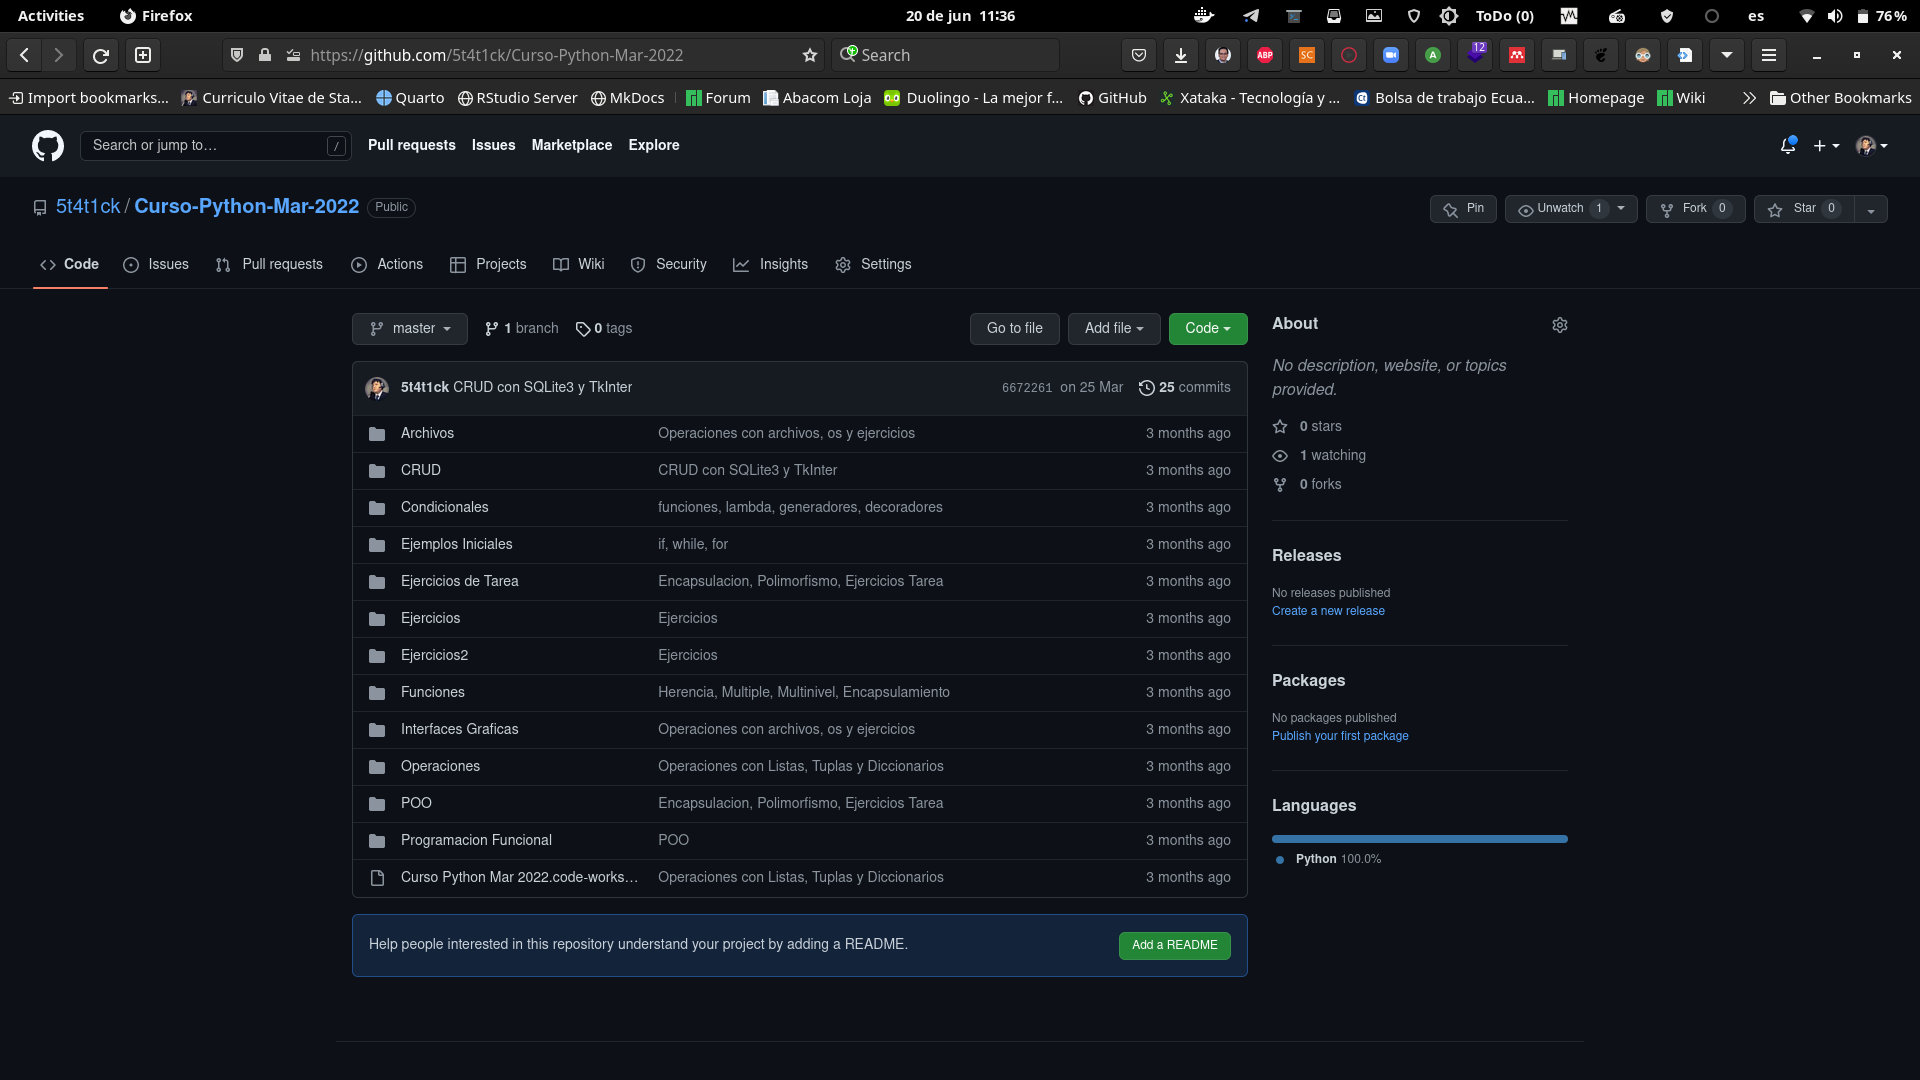 Activities Firefox 20 de jun 11:36 ToDo (0) es 76%
https://github.com/5t4t1ck/Curso-Python-Mar-2022 Search ABP SC A 12
Import bookmarks... Curriculo Vitae de Sta... Quarto RStudio Server MkDocs Forum Abacom Loja Duolingo - La mejor f... GitHub Xataka - Tecnología y ... Bolsa de trabajo Ecua... Homepage Wiki Other Bookmarks
Search or jump to... / Pull requests Issues Marketplace Explore
5t4t1ck / Curso-Python-Mar-2022 Public Pin Unwatch 1 Fork 0 Star 0
Code Issues Pull requests Actions Projects Wiki Security Insights Settings
master 1 branch 0 tags Go to file Add file Code
5t4t1ck CRUD con SQLite3 y TkInter 6672261 on 25 Mar 25 commits
Archivos Operaciones con archivos, os y ejercicios 3 months ago
CRUD CRUD con SQLite3 y TkInter 3 months ago
Condicionales funciones, lambda, generadores, decoradores 3 months ago
Ejemplos Iniciales if, while, for 3 months ago
Ejercicios de Tarea Encapsulacion, Polimorfismo, Ejercicios Tarea 3 months ago
Ejercicios Ejercicios 3 months ago
Ejercicios2 Ejercicios 3 months ago
Funciones Herencia, Multiple, Multinivel, Encapsulamiento 3 months ago
Interfaces Graficas Operaciones con archivos, os y ejercicios 3 months ago
Operaciones Operaciones con Listas, Tuplas y Diccionarios 3 months ago
POO Encapsulacion, Polimorfismo, Ejercicios Tarea 3 months ago
Programacion Funcional POO 3 months ago
Curso Python Mar 2022.code-works... Operaciones con Listas, Tuplas y Diccionarios 3 months ago
Help people interested in this repository understand your project by adding a README. Add a README
About
No description, website, or topics
provided.
0 stars
1 watching
0 forks
Releases
No releases published
Create a new release
Packages
No packages published
Publish your first package
Languages
Python 100.0%